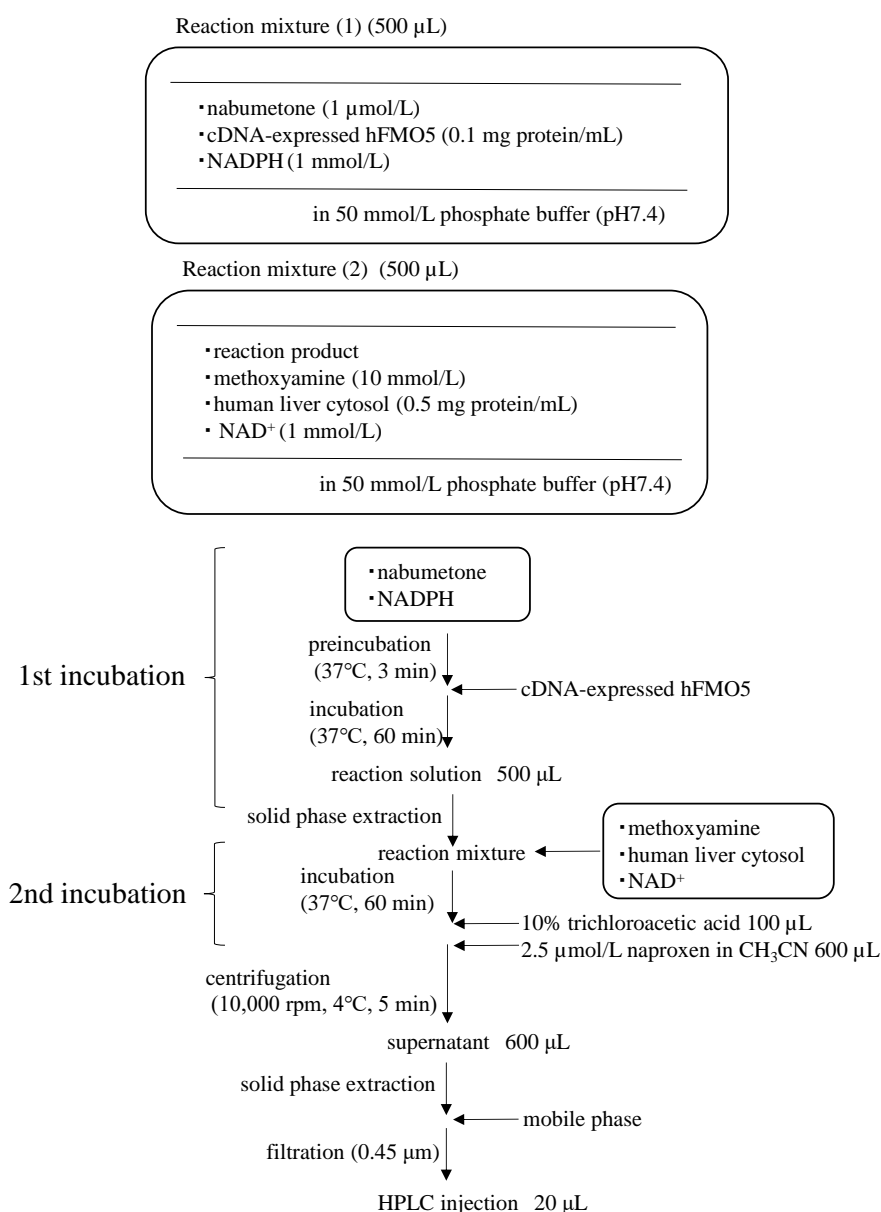 Reaction mixture (1) (500 µL)
・nabumetone (1 µmol/L)
・cDNA-expressed hFMO5 (0.1 mg protein/mL)
・NADPH (1 mmol/L)
in 50 mmol/L phosphate buffer (pH7.4)
Reaction mixture (2) (500 µL)
・reaction product
・methoxyamine (10 mmol/L)
・human liver cytosol (0.5 mg protein/mL)
・ NAD⁺ (1 mmol/L)
in 50 mmol/L phosphate buffer (pH7.4)
・nabumetone
・NADPH
1st incubation
preincubation
(37℃, 3 min)
cDNA-expressed hFMO5
incubation
(37℃, 60 min)
reaction solution 500 µL
solid phase extraction
・methoxyamine
・human liver cytosol
・NAD⁺
reaction mixture
2nd incubation
incubation
(37℃, 60 min)
10% trichloroacetic acid 100 µL
2.5 µmol/L naproxen in CH₃CN 600 µL
centrifugation
(10,000 rpm, 4℃, 5 min)
supernatant 600 µL
solid phase extraction
mobile phase
filtration (0.45 µm)
HPLC injection 20 µL